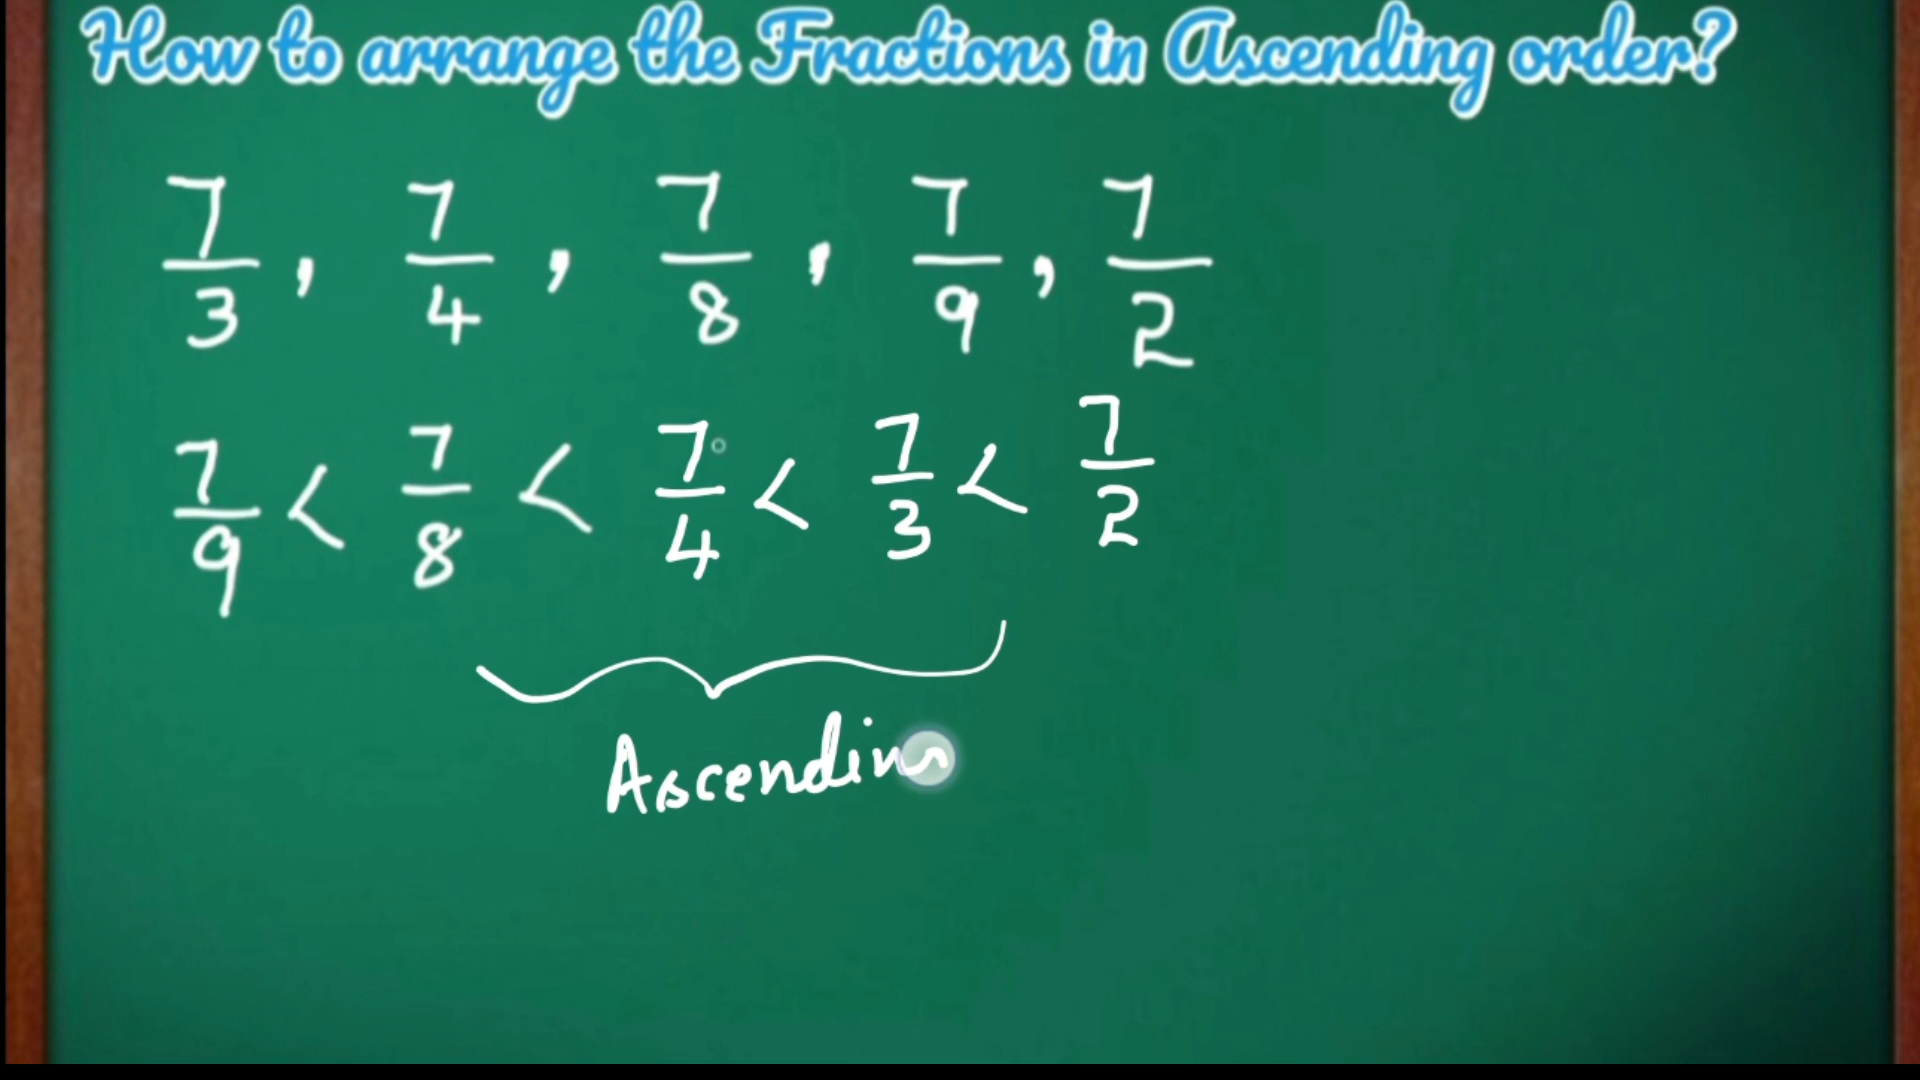 How to arrange the Fractions in Ascending order?
7/3, 7/4, 7/8, 7/9, 7/2
7/9 < 7/8 < 7/4 < 7/3 < 7/2
Ascendin